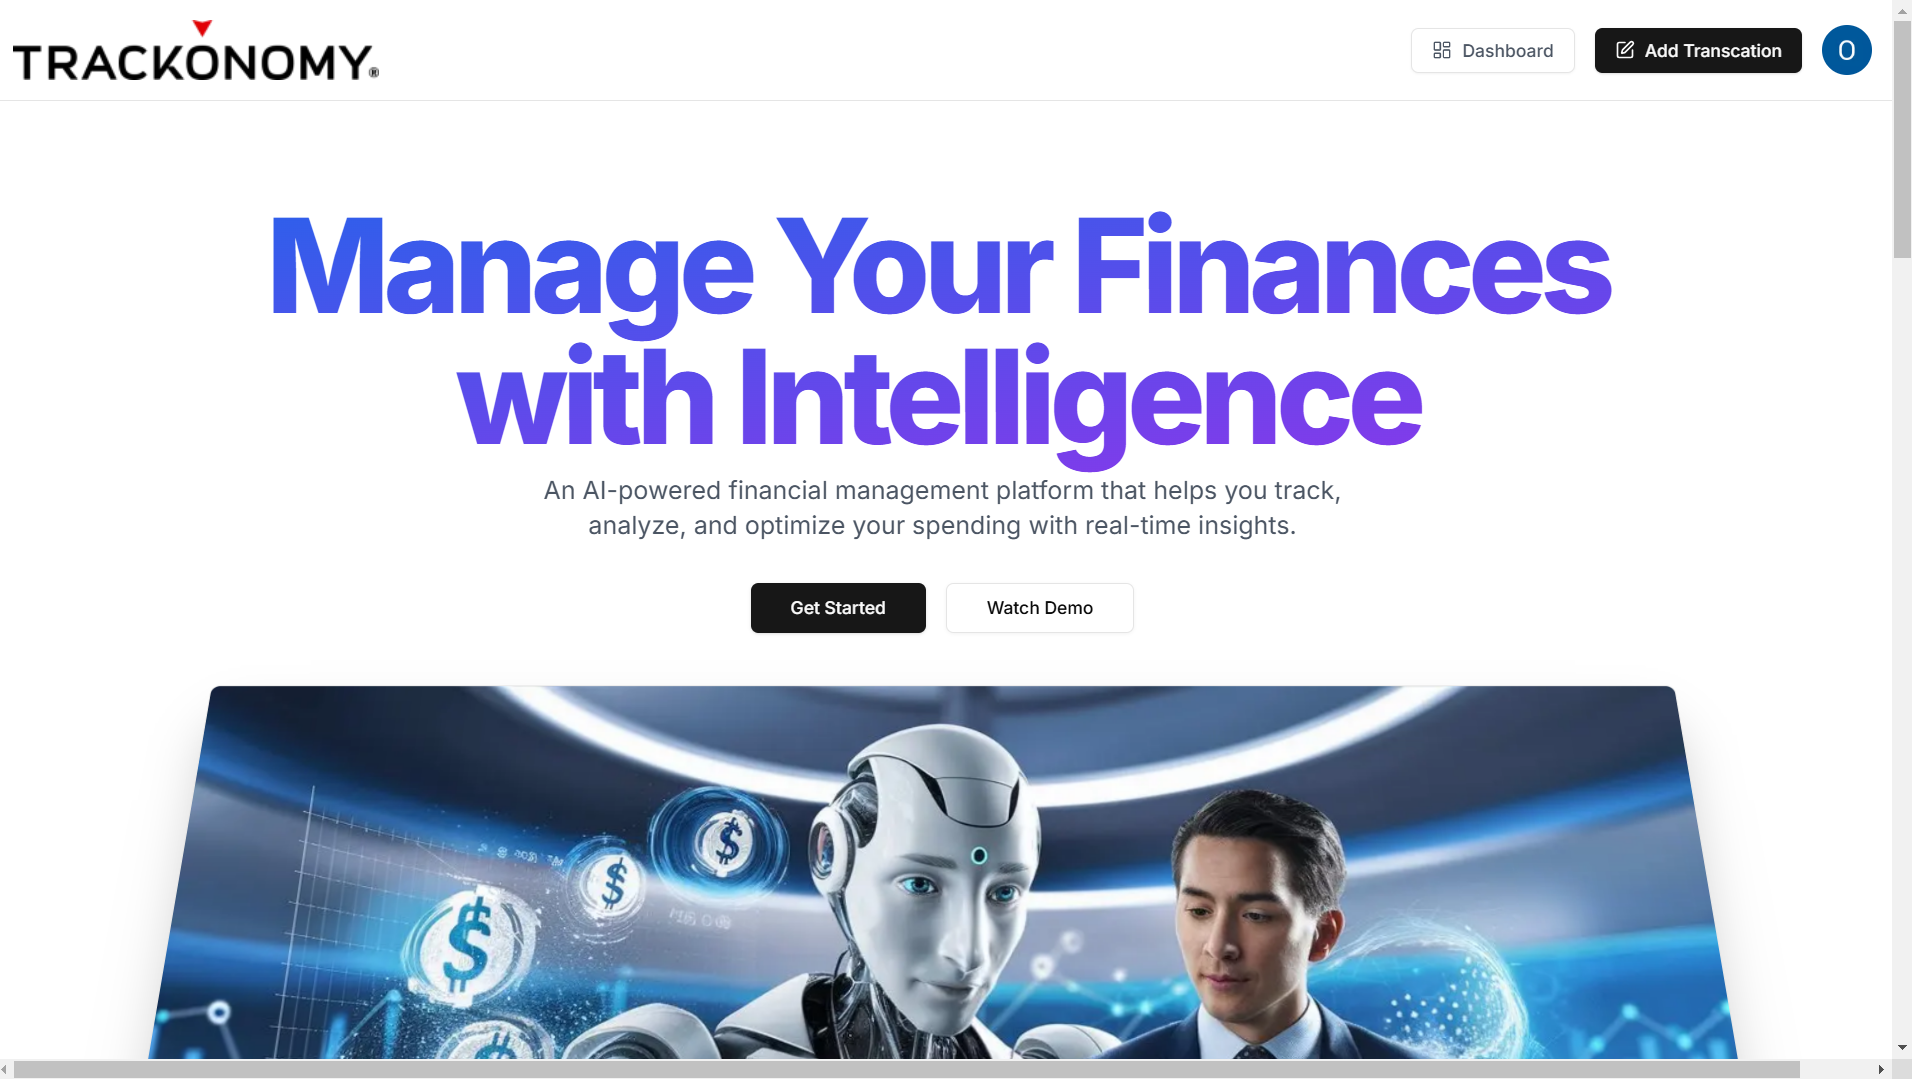 TRACKONOMY®
Dashboard
Add Transcation
O
Manage Your Finances
with Intelligence
An AI-powered financial management platform that helps you track,
analyze, and optimize your spending with real-time insights.
Get Started
Watch Demo
$
$
$
$